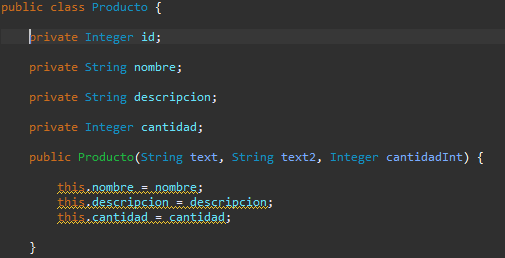 public class Producto {
private Integer id;
private String nombre;
private String descripcion;
private Integer cantidad;
public Producto(String text, String text2, Integer cantidadInt) {
this.nombre = nombre;
this.descripcion = descripcion;
this.cantidad = cantidad;
}